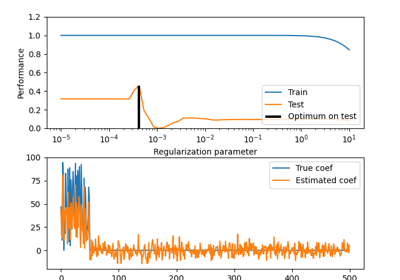 1.2
1.0
0.8
0.6
0.4
0.2
0.0
Performance
Train
Test
Optimum on test
10⁻⁵ 10⁻⁴ 10⁻³ 10⁻² 10⁻¹ 10⁰ 10¹
Regularization parameter
100
75
50
25
0
True coef
Estimated coef
0 100 200 300 400 500